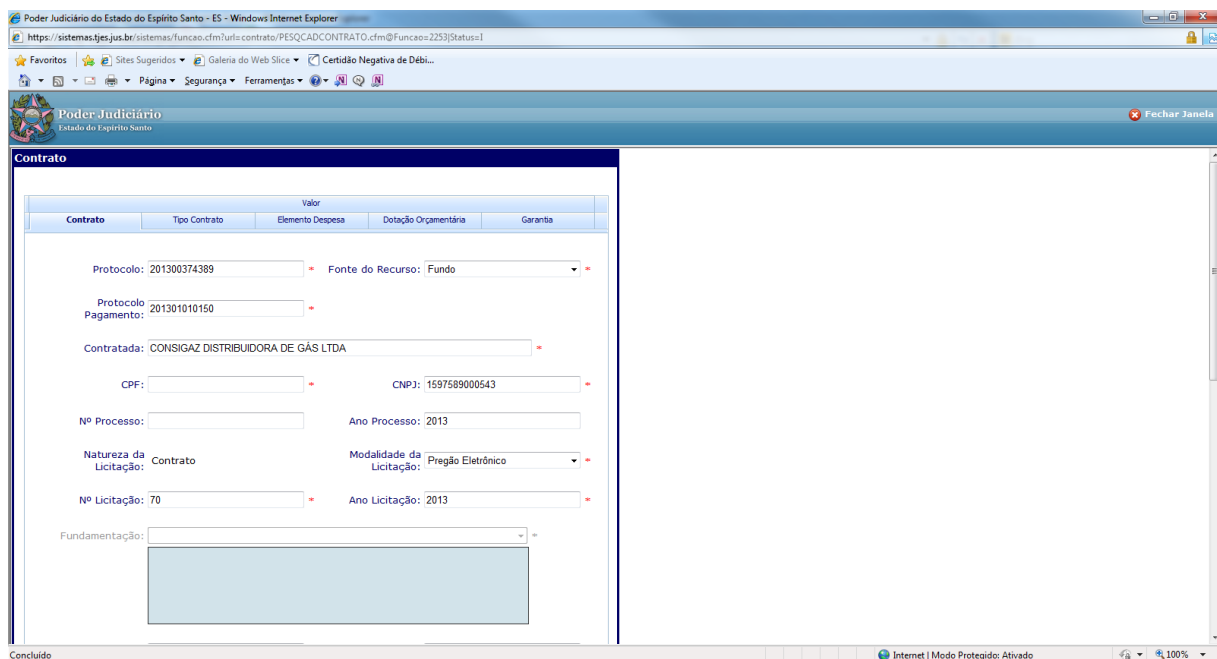 Poder Judiciário do Estado do Espírito Santo - ES - Windows Internet Explorer
https://sistemas.tjes.jus.br/sistemas/funcao.cfm?url=contrato/PESQCADCONTRATO.cfm@Funcao=2253|Status=I
Favoritos Sites Sugeridos Galeria do Web Slice Certidão Negativa de Débi...
Página Segurança Ferramentas
Poder Judiciário
Estado do Espírito Santo
Fechar Janela
Contrato
Valor
Contrato Tipo Contrato Elemento Despesa Dotação Orçamentária Garantia
Protocolo: 201300374389 * Fonte do Recurso: Fundo *
Protocolo Pagamento: 201301010150 *
Contratada: CONSIGAZ DISTRIBUIDORA DE GÁS LTDA *
CPF: * CNPJ: 1597589000543 *
Nº Processo: Ano Processo: 2013
Natureza da Licitação: Contrato Modalidade da Licitação: Pregão Eletrônico *
Nº Licitação: 70 * Ano Licitação: 2013 *
Fundamentação: *
Concluído Internet | Modo Protegido: Ativado 100%